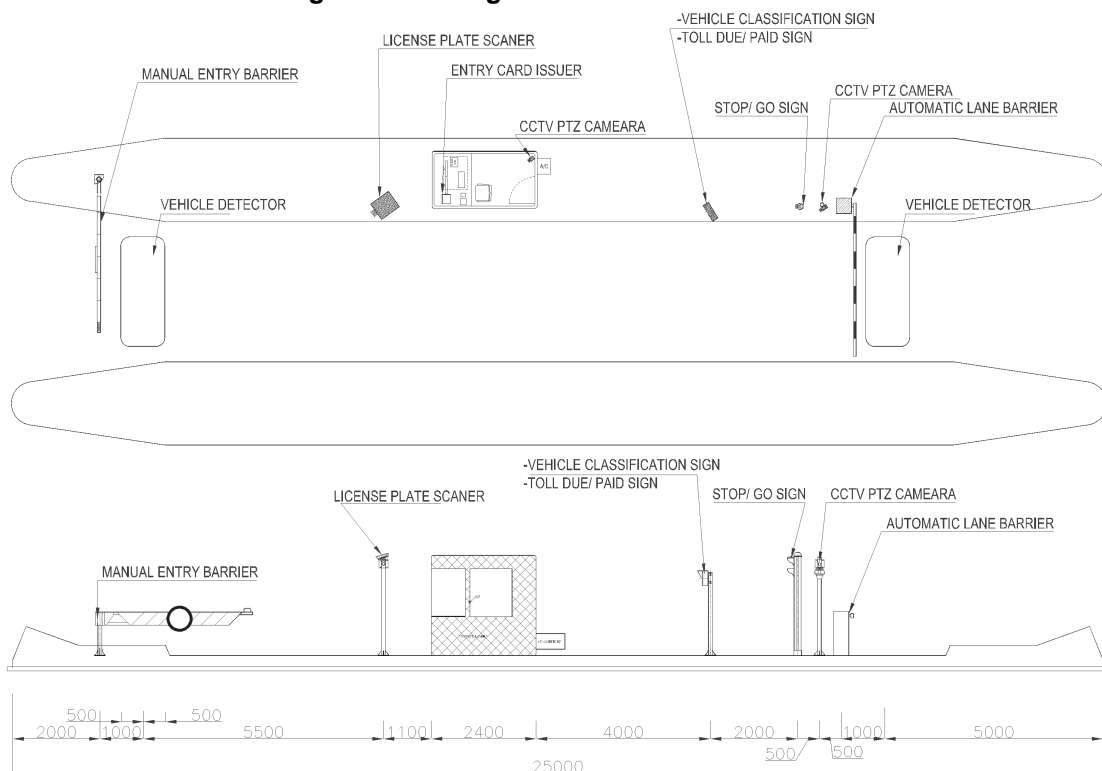 -VEHICLE CLASSIFICATION SIGN
-TOLL DUE/ PAID SIGN
LICENSE PLATE SCANER
MANUAL ENTRY BARRIER
ENTRY CARD ISSUER
CCTV PTZ CAMERA
STOP/ GO SIGN
AUTOMATIC LANE BARRIER
CCTV PTZ CAMEARA
A/C
VEHICLE DETECTOR
VEHICLE DETECTOR
-VEHICLE CLASSIFICATION SIGN
-TOLL DUE/ PAID SIGN
LICENSE PLATE SCANER
STOP/ GO SIGN
CCTV PTZ CAMEARA
AUTOMATIC LANE BARRIER
MANUAL ENTRY BARRIER
500 500
2000 1000 5500 1100 2400 4000 2000 1000 5000
500 500
25000